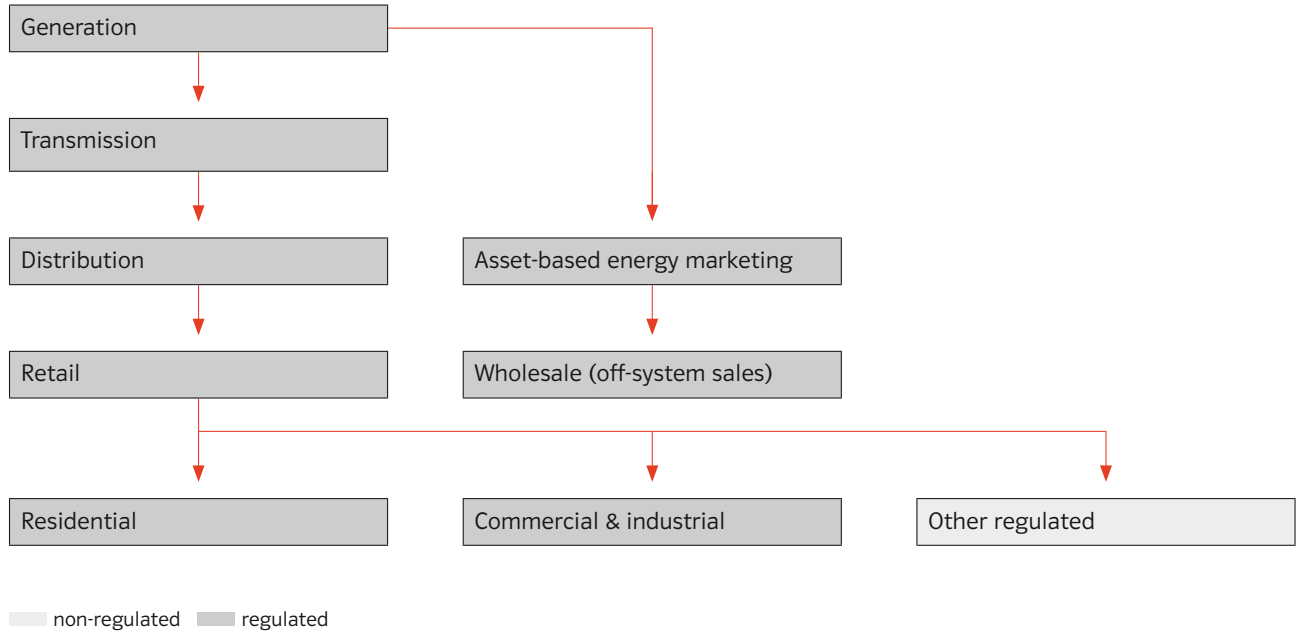 Generation
Transmission
Distribution
Asset-based energy marketing
Retail
Wholesale (off-system sales)
Residential
Commercial & industrial
Other regulated
non-regulated
regulated